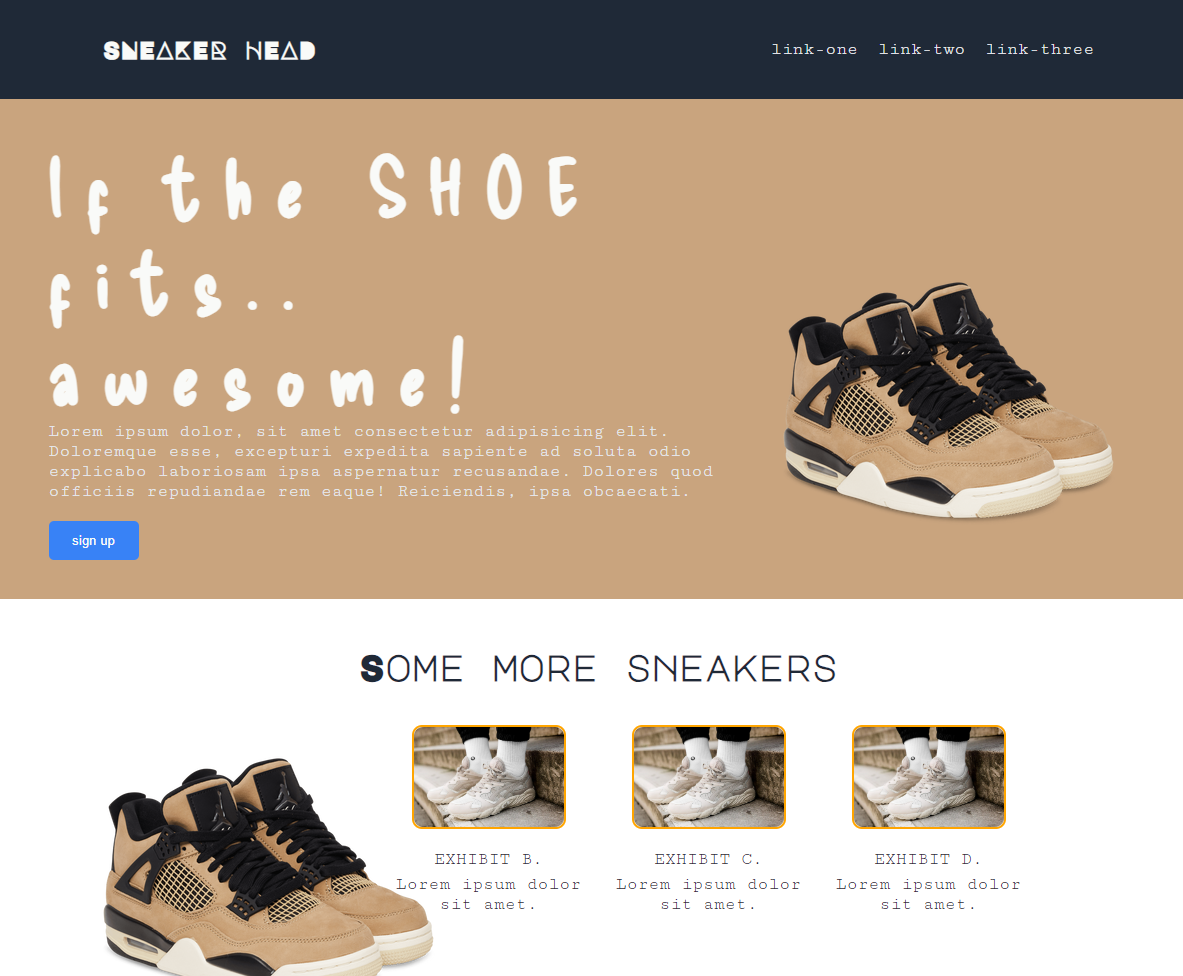 SNEAKER HEAD
link-one link-two link-three
If the SHOE
fits..
awesome!
Lorem ipsum dolor, sit amet consectetur adipisicing elit.
Doloremque esse, excepturi expedita sapiente ad soluta odio
explicabo laboriosam ipsa aspernatur recusandae. Dolores quod
officiis repudiandae rem eaque! Reiciendis, ipsa obcaecati.
sign up
SOME MORE SNEAKERS
EXHIBIT B. EXHIBIT C. EXHIBIT D.
Lorem ipsum dolor Lorem ipsum dolor Lorem ipsum dolor
sit amet. sit amet. sit amet.